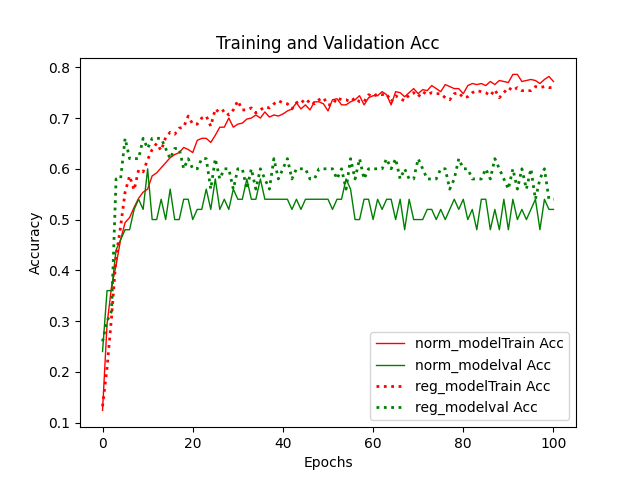 Training and Validation Acc
0.8
0.7
0.6
0.5
0.4
0.3
0.2
0.1
Accuracy
norm_modelTrain Acc
norm_modelval Acc
reg_modelTrain Acc
reg_modelval Acc
0 20 40 60 80 100
Epochs